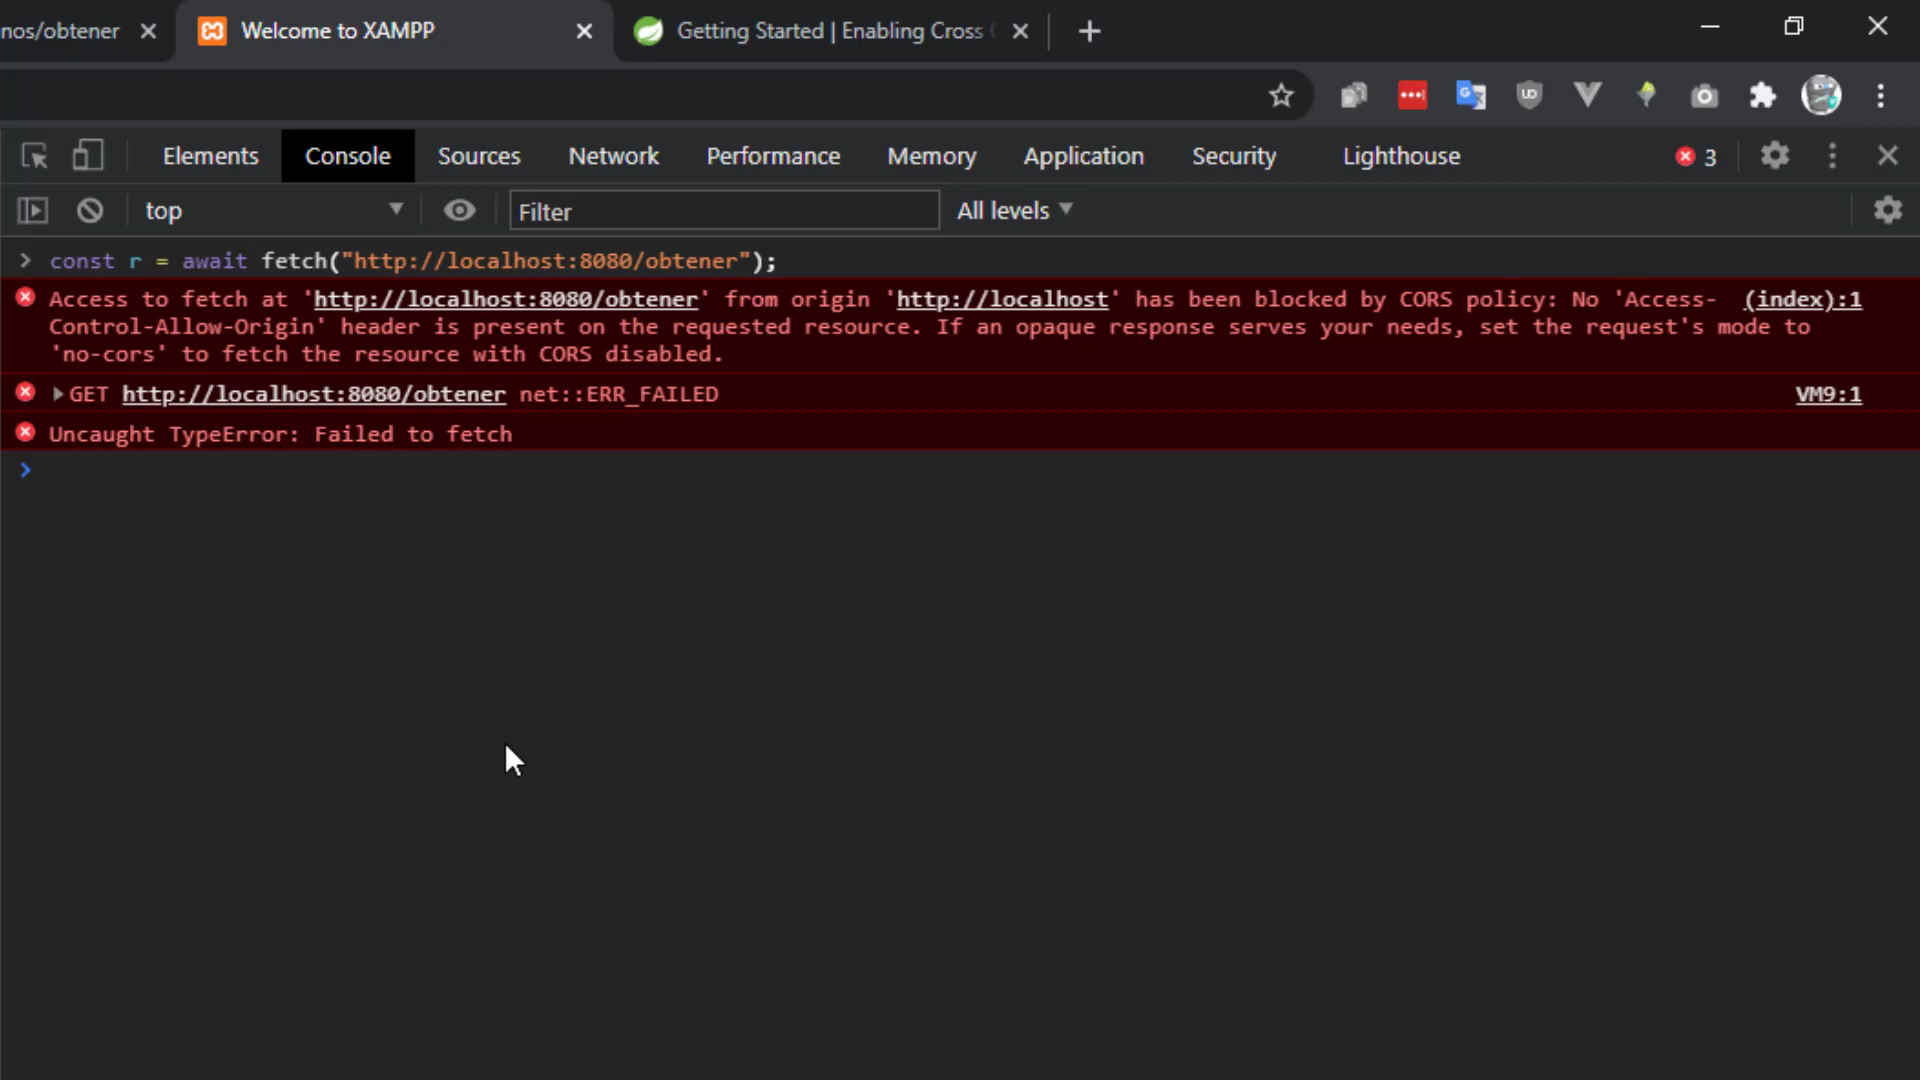 nos/obtener
Welcome to XAMPP
Getting Started | Enabling Cross
Elements Console Sources Network Performance Memory Application Security Lighthouse 3
top Filter All levels
const r = await fetch("http://localhost:8080/obtener");
Access to fetch at 'http://localhost:8080/obtener' from origin 'http://localhost' has been blocked by CORS policy: No 'Access- (index):1
Control-Allow-Origin' header is present on the requested resource. If an opaque response serves your needs, set the request's mode to
'no-cors' to fetch the resource with CORS disabled.
GET http://localhost:8080/obtener net::ERR_FAILED VM9:1
Uncaught TypeError: Failed to fetch